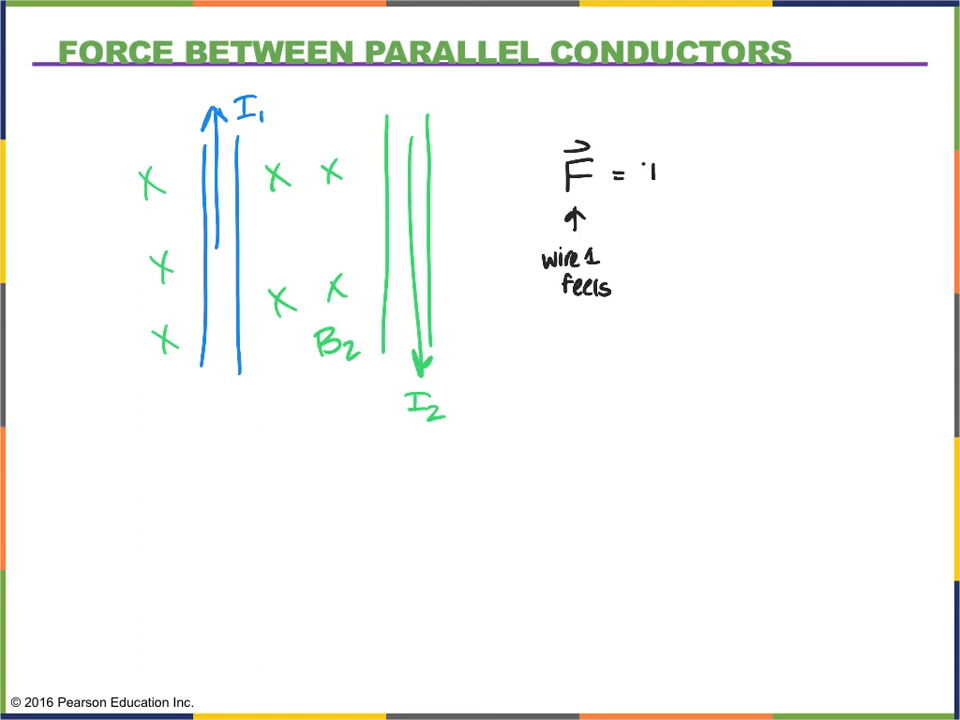 FORCE BETWEEN PARALLEL CONDUCTORS
I₁
X X X
F⃗ =
X
↑
wire 1
feels
X X
X
B₂
I₂
© 2016 Pearson Education Inc.